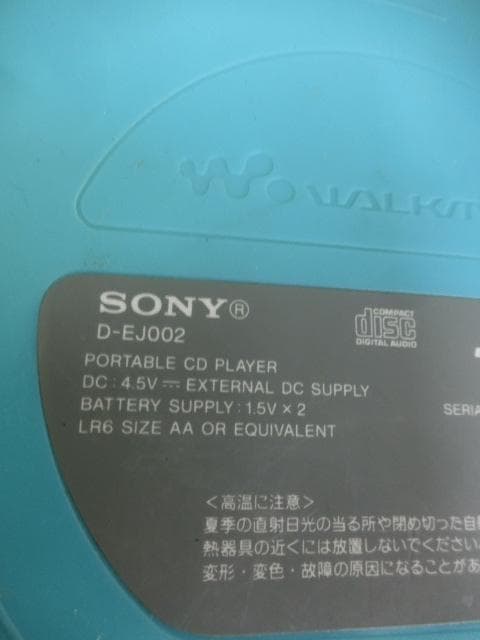 WALKM
SONY®
D-EJ002
COMPACT
disc
DIGITAL AUDIO
PORTABLE CD PLAYER
DC : 4.5V ⎓ EXTERNAL DC SUPPLY
BATTERY SUPPLY : 1.5V × 2
SERIA
LR6 SIZE AA OR EQUIVALENT
<高温に注意>
夏季の直射日光の当る所や閉め切った自
熱器具の近くには放置しないでください
変形・変色・故障の原因になることがあ